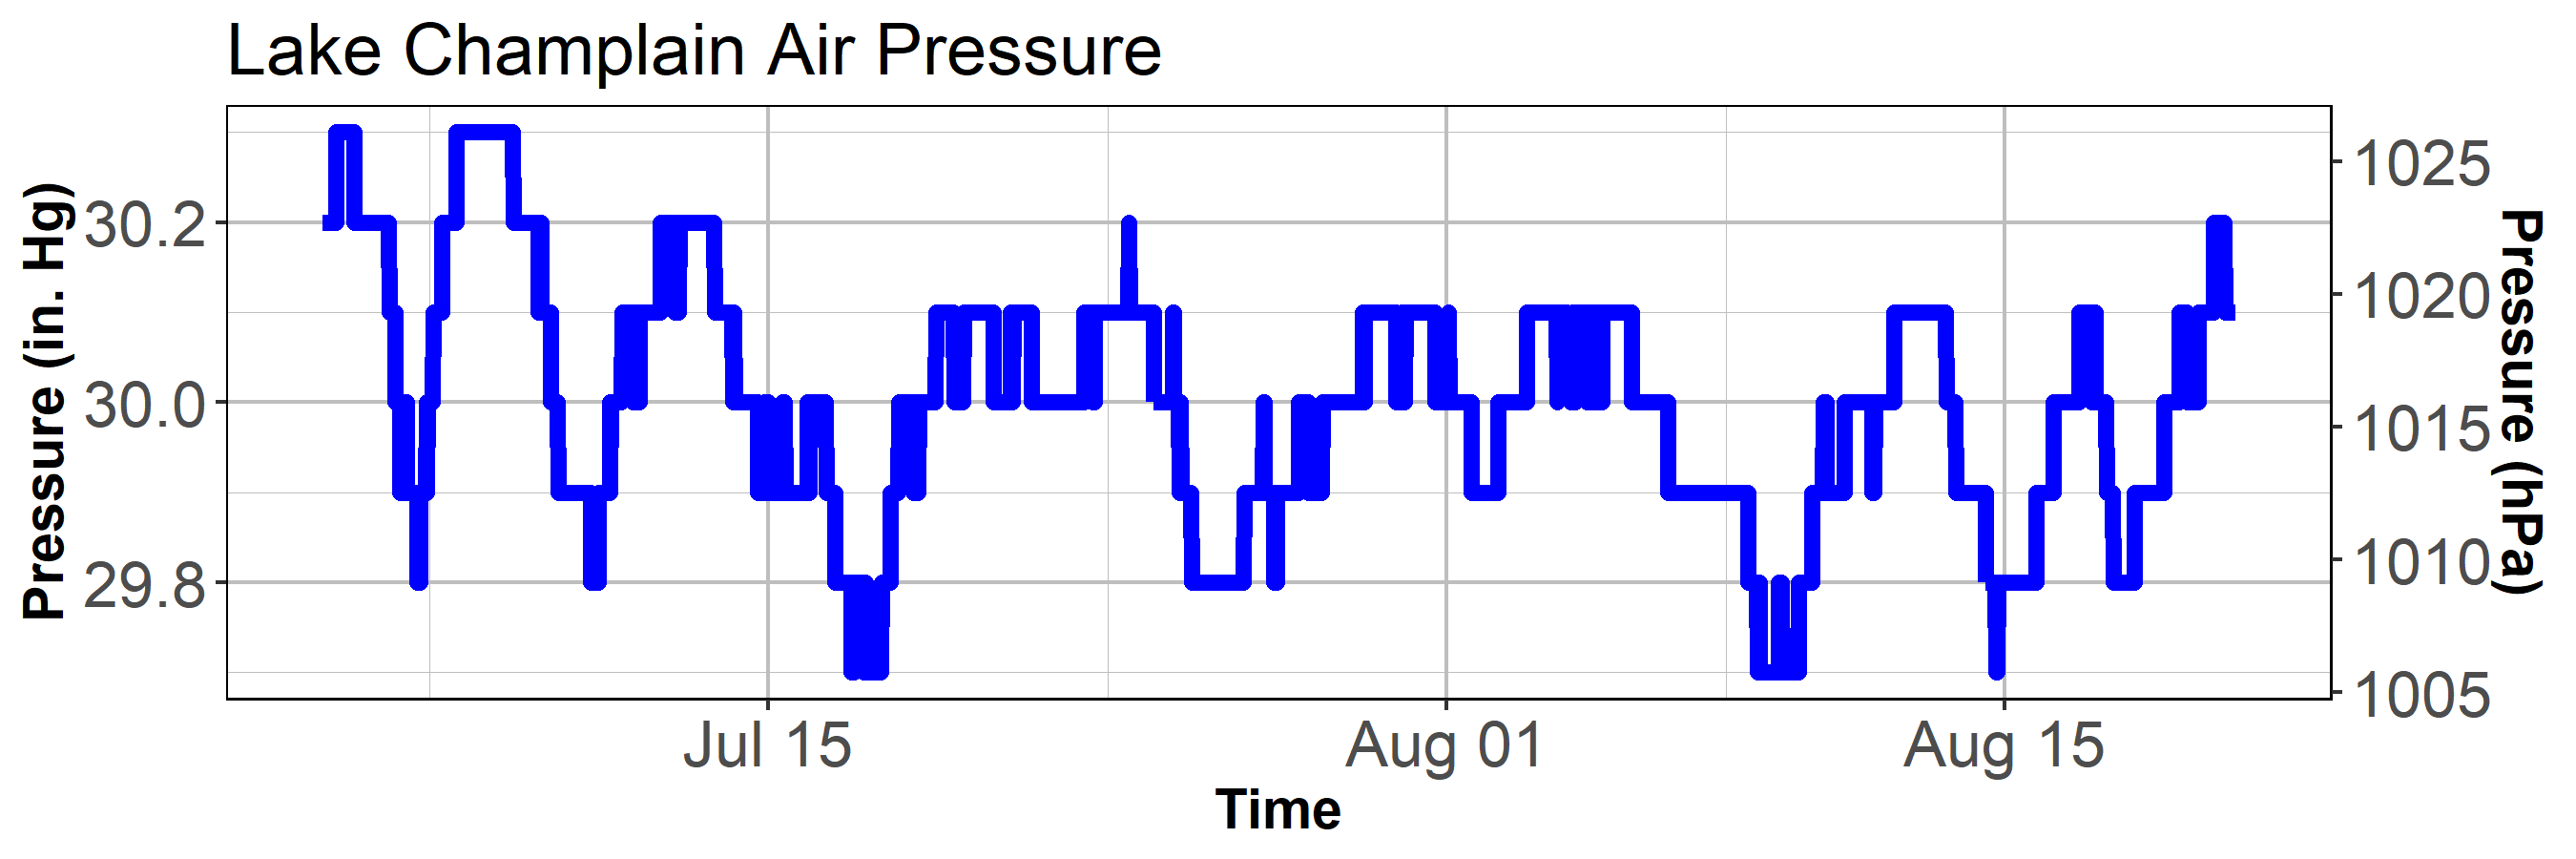 Lake Champlain Air Pressure
Pressure (in. Hg)
30.2
30.0
29.8
1025
1020
1015
1010
1005
Pressure (hPa)
Jul 15
Aug 01
Aug 15
Time